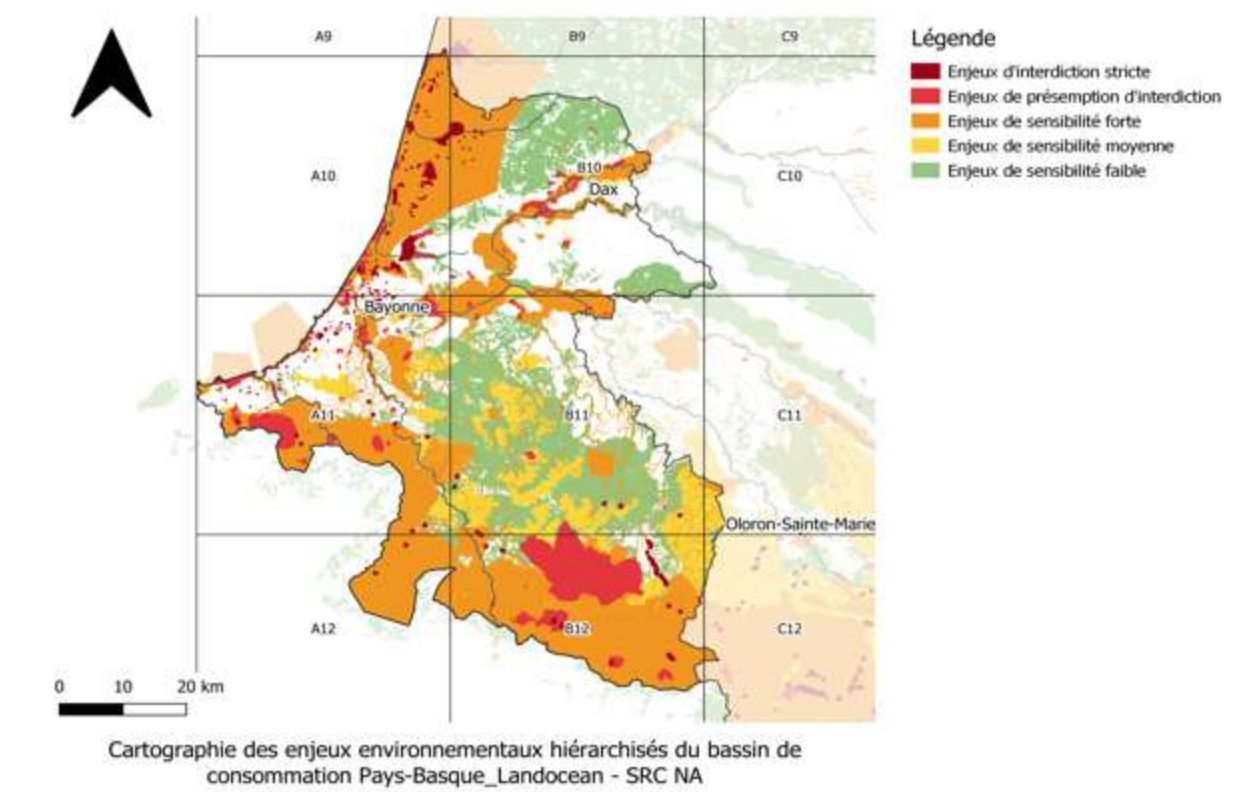 A9
B9
C9
Légende
Enjeux d'interdiction stricte
Enjeux de présemption d'interdiction
Enjeux de sensibilité forte
Enjeux de sensibilité moyenne
Enjeux de sensibilité faible
A10
B10
C10
Dax
Bayonne
A11
B11
C11
Oloron-Sainte-Marie
A12
B12
C12
0 10 20 km
Cartographie des enjeux environnementaux hiérarchisés du bassin de
consommation Pays-Basque_Landocean - SRC NA